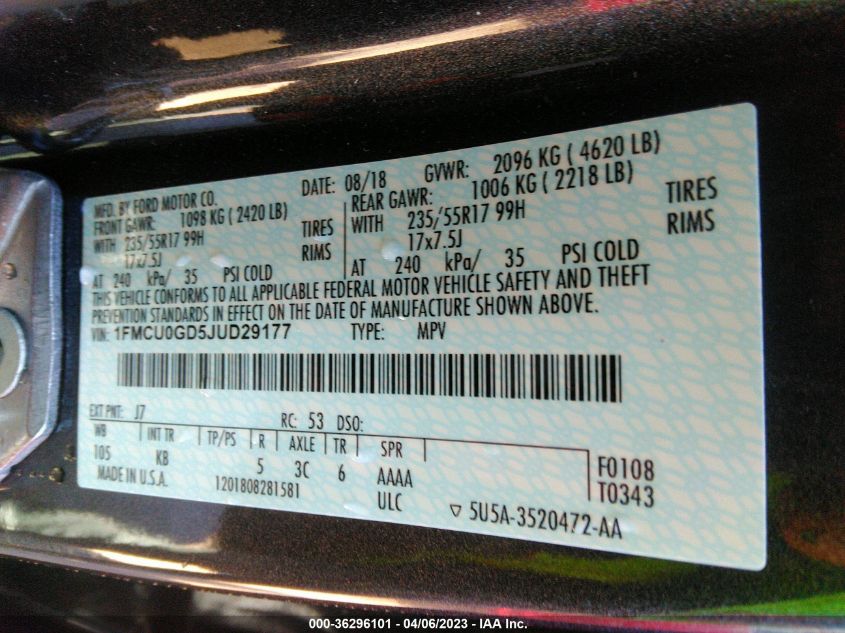 MFD. BY FORD MOTOR CO.
DATE: 08/18 GVWR: 2096 KG ( 4620 LB)
FRONT GAWR: 1098 KG ( 2420 LB)
REAR GAWR: 1006 KG ( 2218 LB)
WITH 235/55R17 99H TIRES
WITH 235/55R17 99H TIRES
17x7.5J RIMS
17x7.5J RIMS
AT 240 kPa/ 35 PSI COLD
AT 240 kPa/ 35 PSI COLD
THIS VEHICLE CONFORMS TO ALL APPLICABLE FEDERAL MOTOR VEHICLE SAFETY AND THEFT
PREVENTION STANDARDS IN EFFECT ON THE DATE OF MANUFACTURE SHOWN ABOVE.
VIN: 1FMCU0GD5JUD29177 TYPE: MPV
EXT PNT: J7 RC: 53 DSO:
WB INT TR TP/PS R AXLE TR SPR
105 KB 5 3C 6 AAAA
F0108
MADE IN U.S.A. 1201808281581 ULC
T0343
▽ 5U5A-3520472-AA
000-36296101 - 04/06/2023 - IAA Inc.